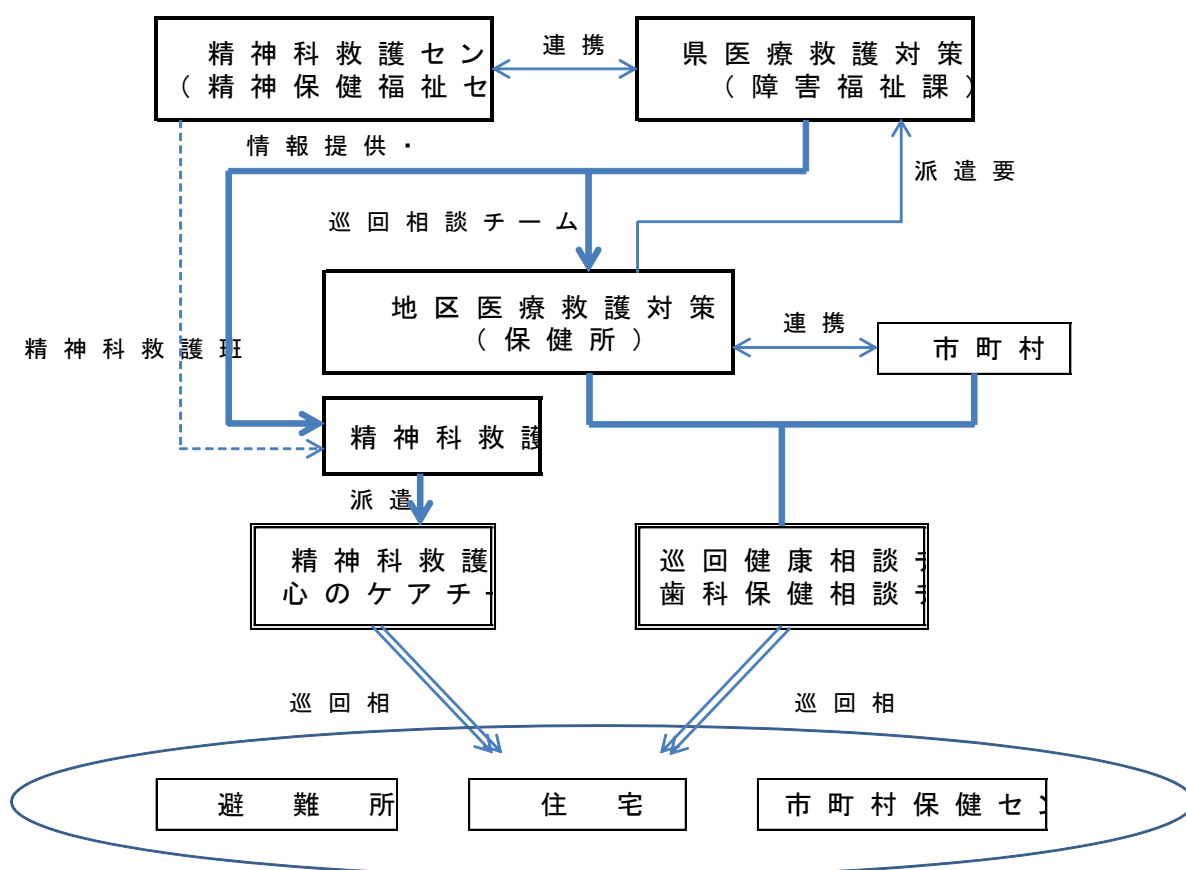 精神科救護セン
(精神保健福祉セ
連携
県医療救護対策
(障害福祉課)
情報提供・
派遣要
巡回相談チーム
地区医療救護対策
(保健所)
連携
市町村
精神科救護班
精神科救護
派遣
精神科救護
心のケアチー
巡回健康相談チ
歯科保健相談チ
巡回相
巡回相
避難所
住宅
市町村保健セン